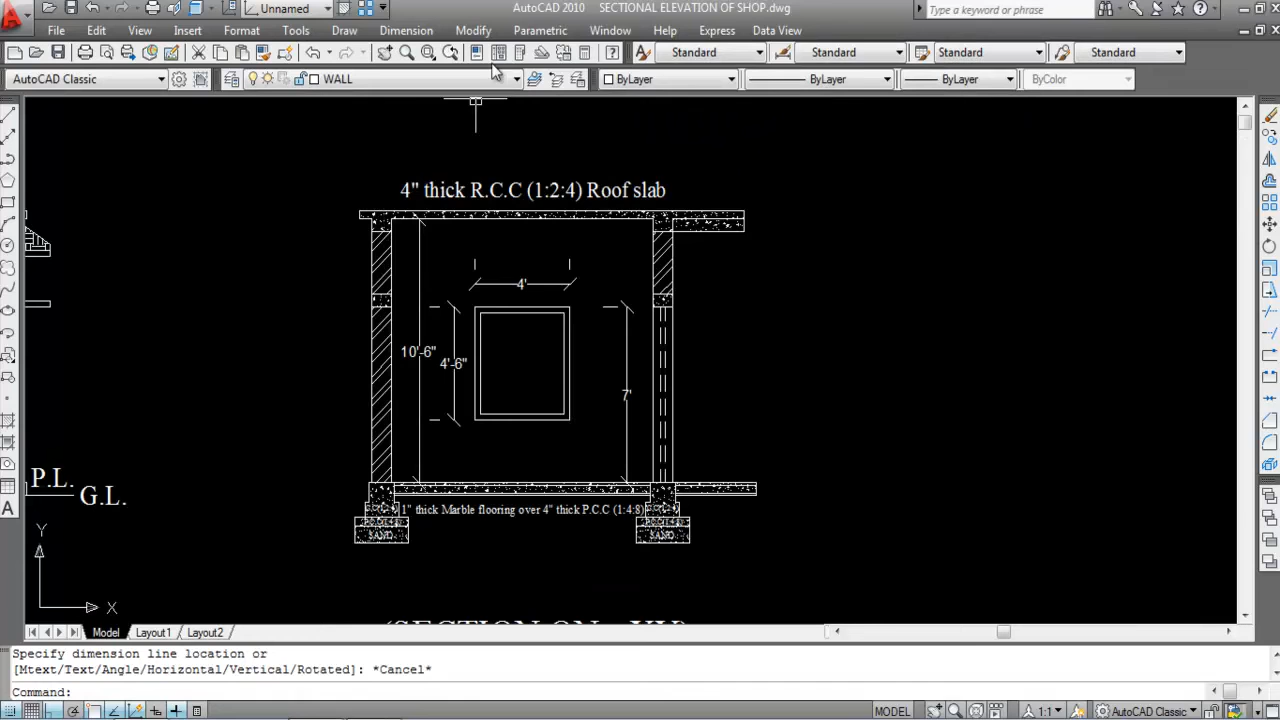 Unnamed
AutoCAD 2010 SECTIONAL ELEVATION OF SHOP.dwg
Type a keyword or phrase
File Edit View Insert Format Tools Draw Dimension Modify Parametric Window Help Express Data View
Standard Standard Standard Standard
AutoCAD Classic WALL ByLayer ByLayer ByLayer ByColor
4" thick R.C.C (1:2:4) Roof slab
4'
10'-6"
4'-6"
7'
P.L.
G.L.
1" thick Marble flooring over 4" thick P.C.C (1:4:8)
SAND SAND
Y
X
Model Layout1 Layout2
Specify dimension line location or
[Mtext/Text/Angle/Horizontal/Vertical/Rotated]: *Cancel*
Command:
MODEL 1:1 AutoCAD Classic